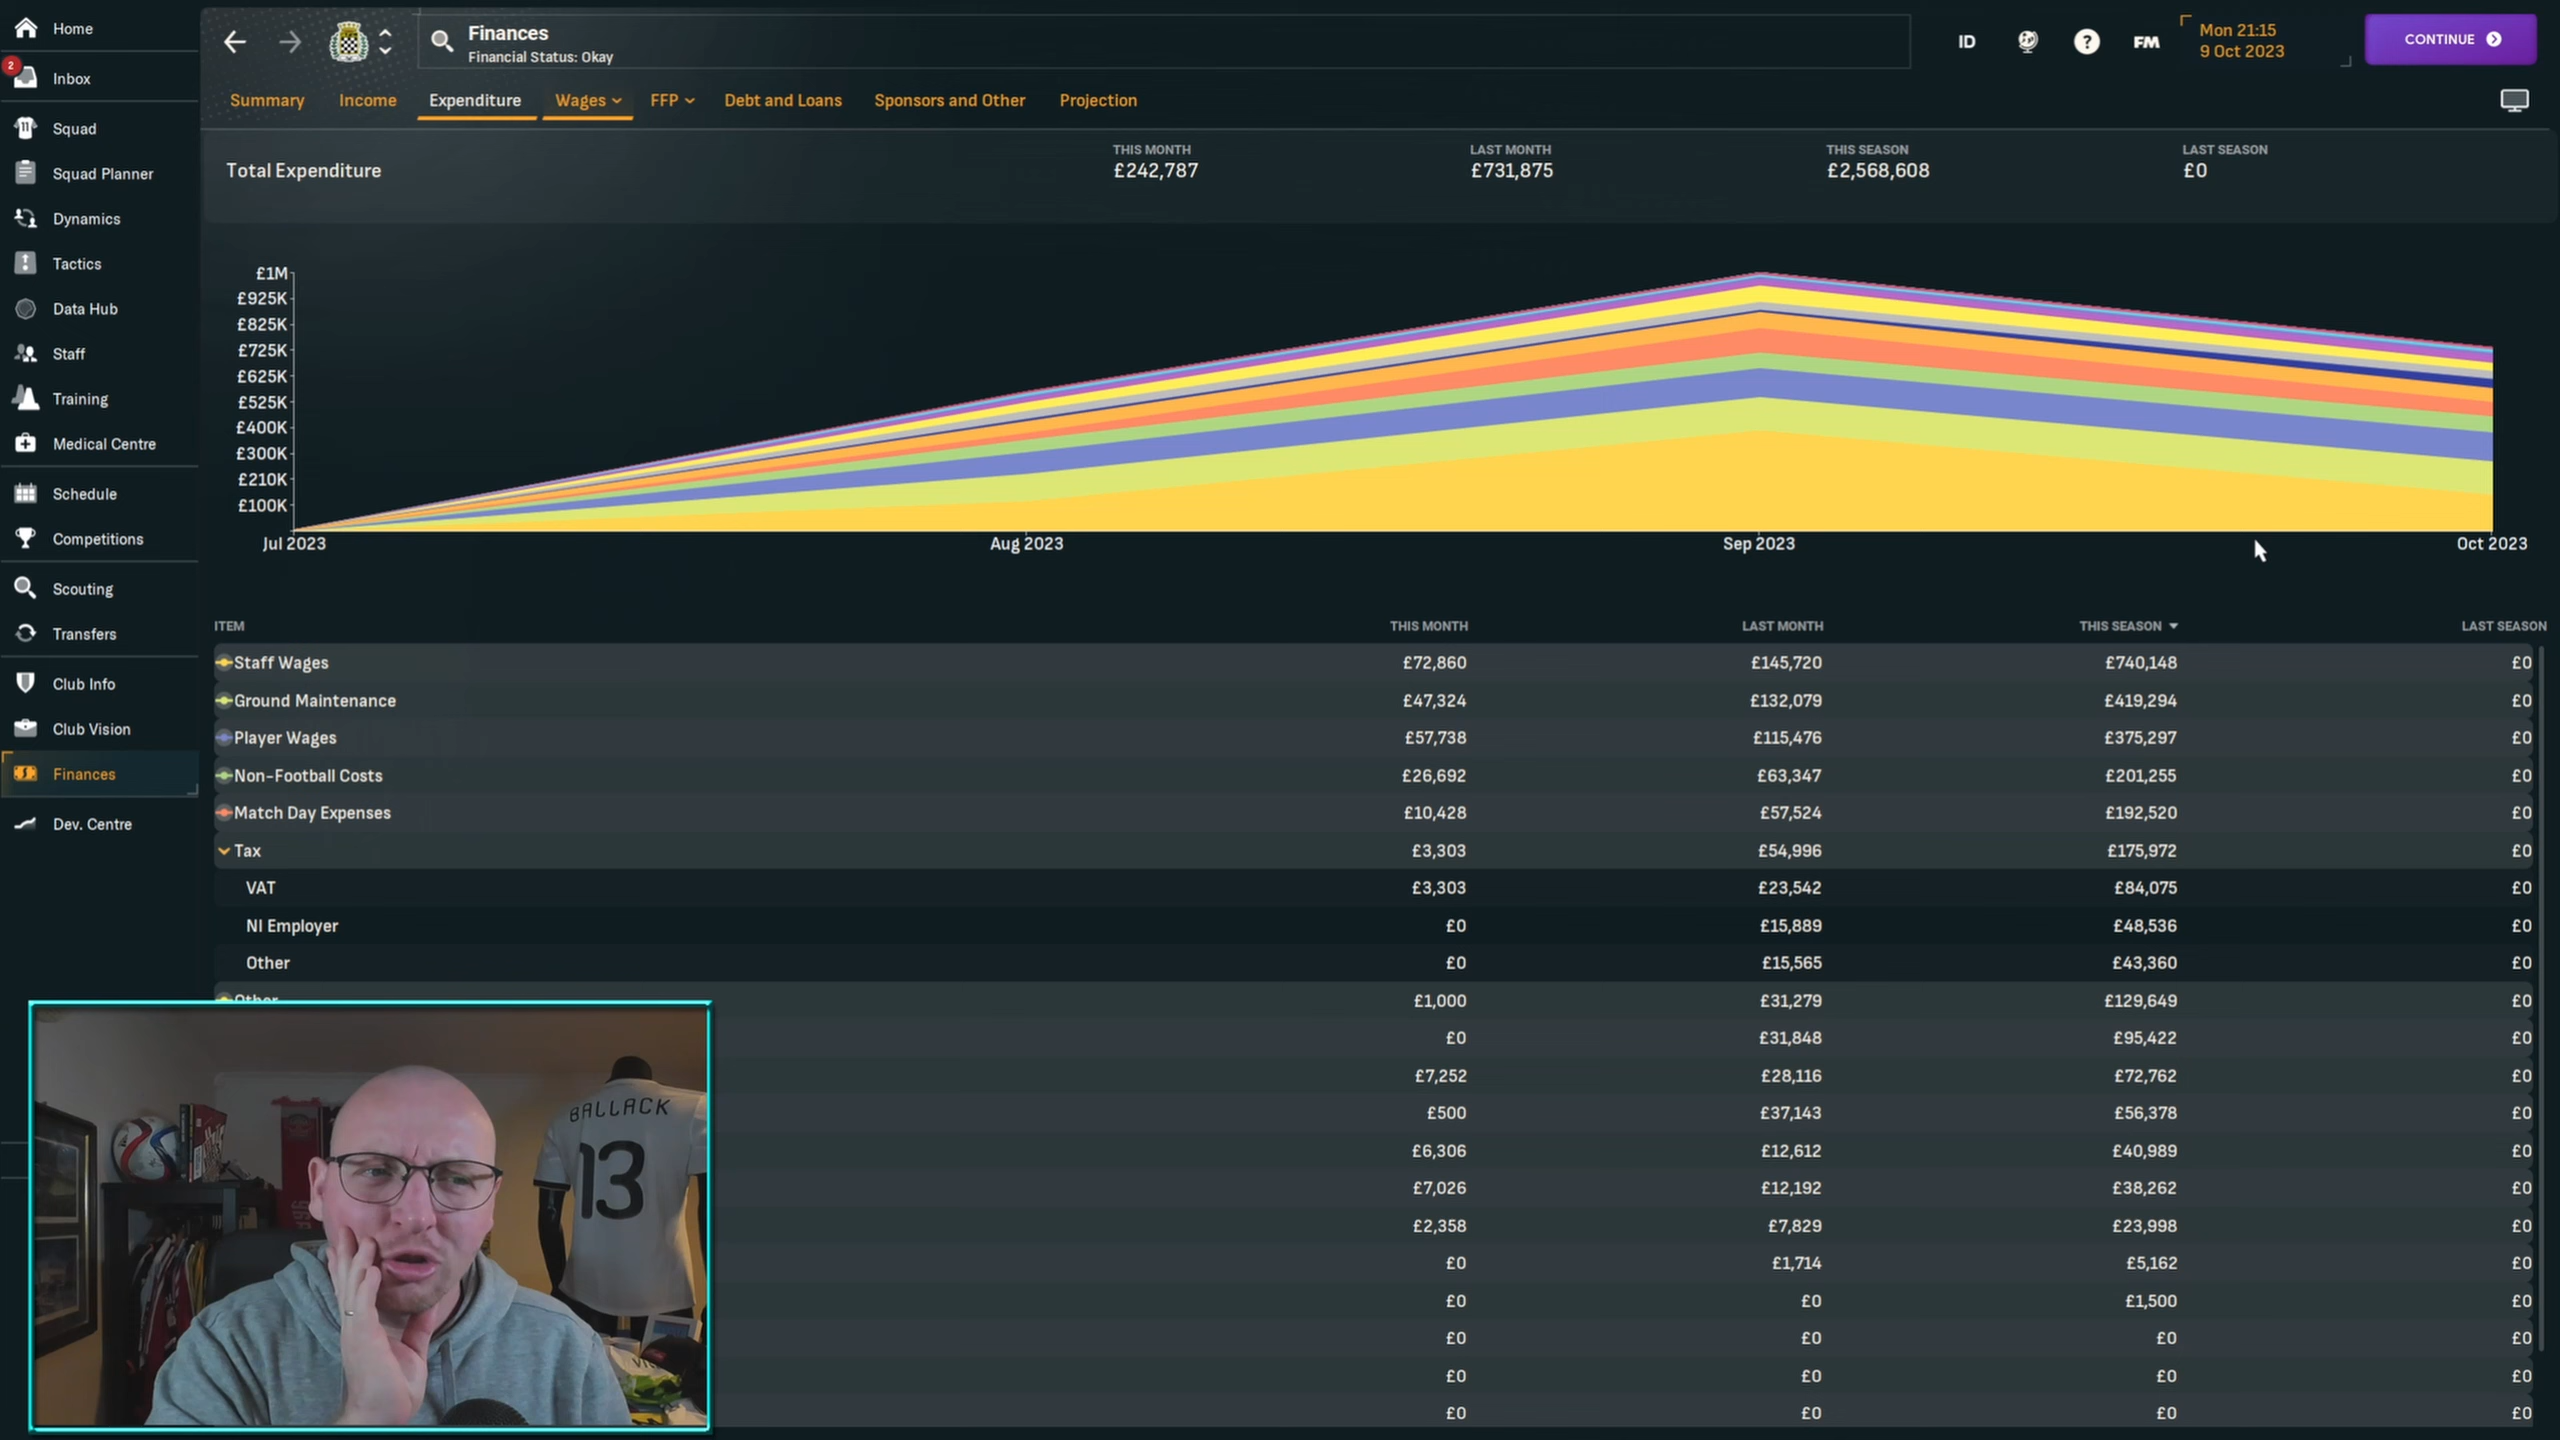 Home
2
Inbox
Squad
Squad Planner
Dynamics
Tactics
Data Hub
Staff
Training
Medical Centre
Schedule
Competitions
Scouting
Transfers
Club Info
Club Vision
Finances
Dev. Centre
Finances
Financial Status: Okay
ID
?
FM
Mon 21:15
9 Oct 2023
CONTINUE
Summary Income Expenditure Wages FFP Debt and Loans Sponsors and Other Projection
THIS MONTH LAST MONTH THIS SEASON LAST SEASON
Total Expenditure £242,787 £731,875 £2,568,608 £0
£1M
£925K
£825K
£725K
£625K
£525K
£400K
£300K
£210K
£100K
Jul 2023 Aug 2023 Sep 2023 Oct 2023
ITEM THIS MONTH LAST MONTH THIS SEASON LAST SEASON
Staff Wages £72,860 £145,720 £740,148 £0
Ground Maintenance £47,324 £132,079 £419,294 £0
Player Wages £57,738 £115,476 £375,297 £0
Non-Football Costs £26,692 £63,347 £201,255 £0
Match Day Expenses £10,428 £57,524 £192,520 £0
Tax £3,303 £54,996 £175,972 £0
VAT £3,303 £23,542 £84,075 £0
NI Employer £0 £15,889 £48,536 £0
Other £0 £15,565 £43,360 £0
Other £1,000 £31,279 £129,649 £0
£0 £31,848 £95,422 £0
£7,252 £28,116 £72,762 £0
£500 £37,143 £56,378 £0
£6,306 £12,612 £40,989 £0
£7,026 £12,192 £38,262 £0
£2,358 £7,829 £23,998 £0
£0 £1,714 £5,162 £0
£0 £0 £1,500 £0
£0 £0 £0 £0
£0 £0 £0 £0
£0 £0 £0 £0
BALLACK
13